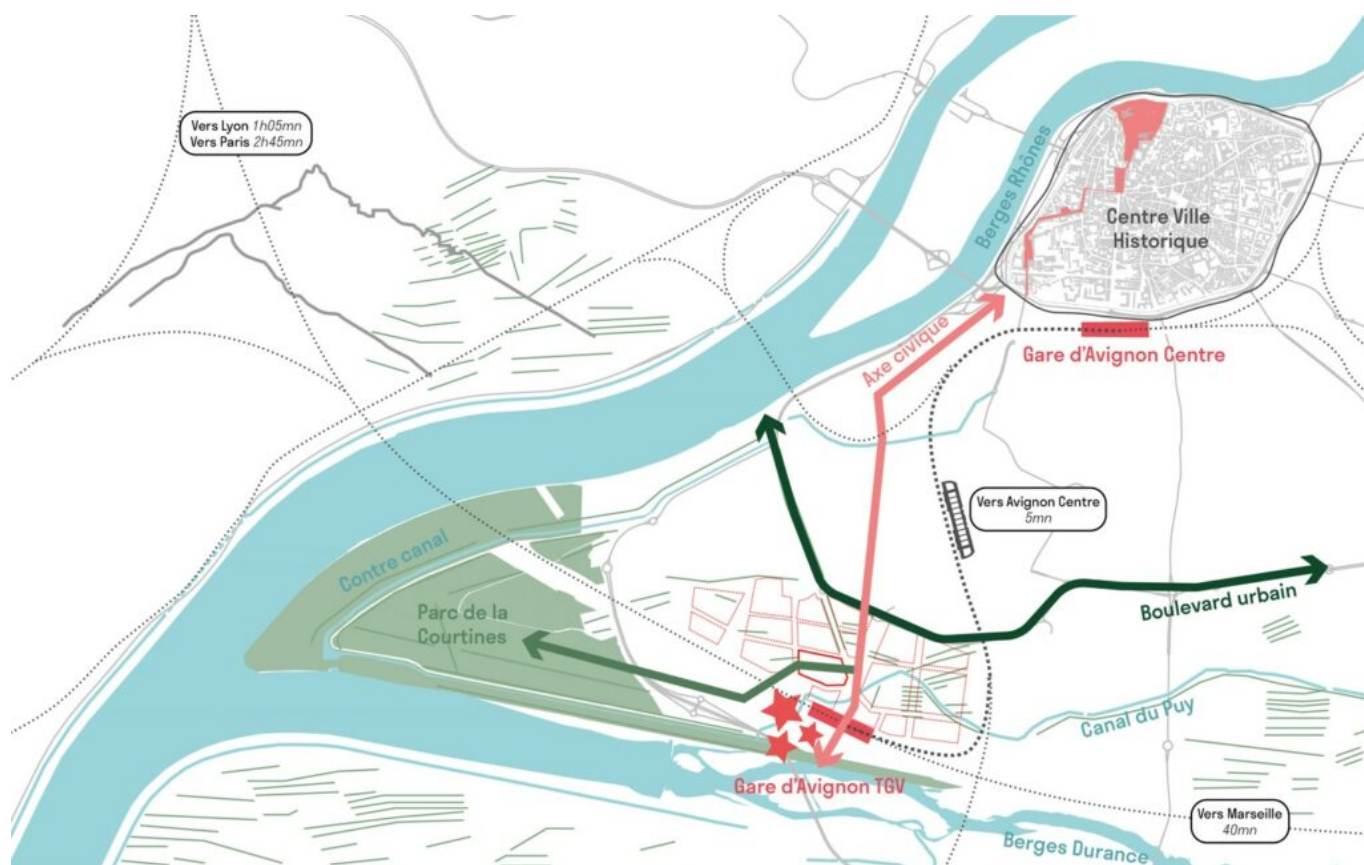 Vers Lyon 1h05mn
Vers Paris 2h45mn
Berges Rhônes
Centre Ville
Historique
Axe civique
Gare d'Avignon Centre
Vers Avignon Centre
5mn
Contre canal
Parc de la
Courtines
Boulevard urbain
Canal du Puy
Gare d'Avignon TGV
Vers Marseille
40mn
Berges Durance